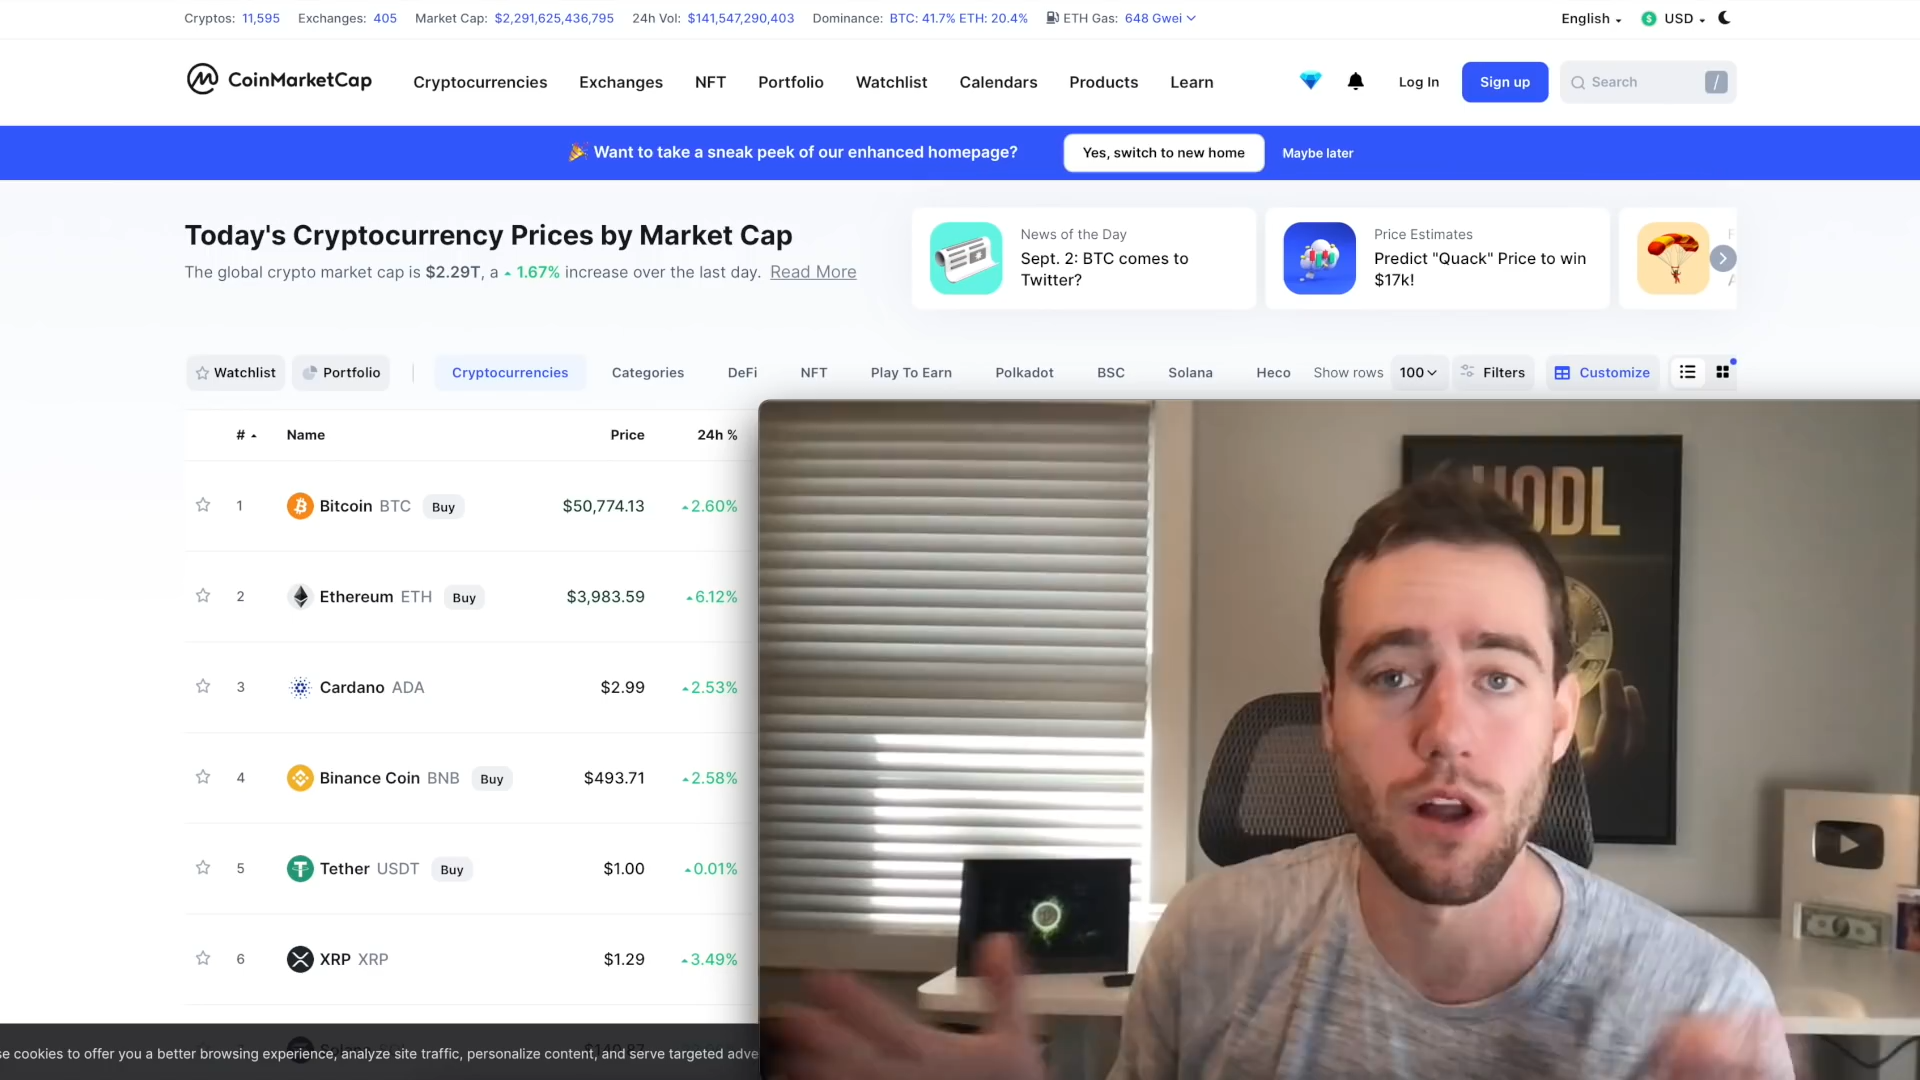 Cryptos: 11,595 Exchanges: 405 Market Cap: $2,291,625,436,795 24h Vol: $141,547,290,403 Dominance: BTC: 41.7% ETH: 20.4% ETH Gas: 648 Gwei English USD
CoinMarketCap Cryptocurrencies Exchanges NFT Portfolio Watchlist Calendars Products Learn Log In Sign up Search /
Want to take a sneak peek of our enhanced homepage? Yes, switch to new home Maybe later
Today's Cryptocurrency Prices by Market Cap
The global crypto market cap is $2.29T, a 1.67% increase over the last day. Read More
News of the Day
Sept. 2: BTC comes to
Twitter?
Price Estimates
Predict "Quack" Price to win
$17k!
Watchlist Portfolio Cryptocurrencies Categories DeFi NFT Play To Earn Polkadot BSC Solana Heco Show rows 100 Filters Customize
# Name Price 24h %
1 Bitcoin BTC Buy $50,774.13 2.60%
2 Ethereum ETH Buy $3,983.59 6.12%
3 Cardano ADA $2.99 2.53%
4 Binance Coin BNB Buy $493.71 2.58%
5 Tether USDT Buy $1.00 0.01%
6 XRP XRP $1.29 3.49%
HODL
cookies to offer you a better browsing experience, analyze site traffic, personalize content, and serve targeted